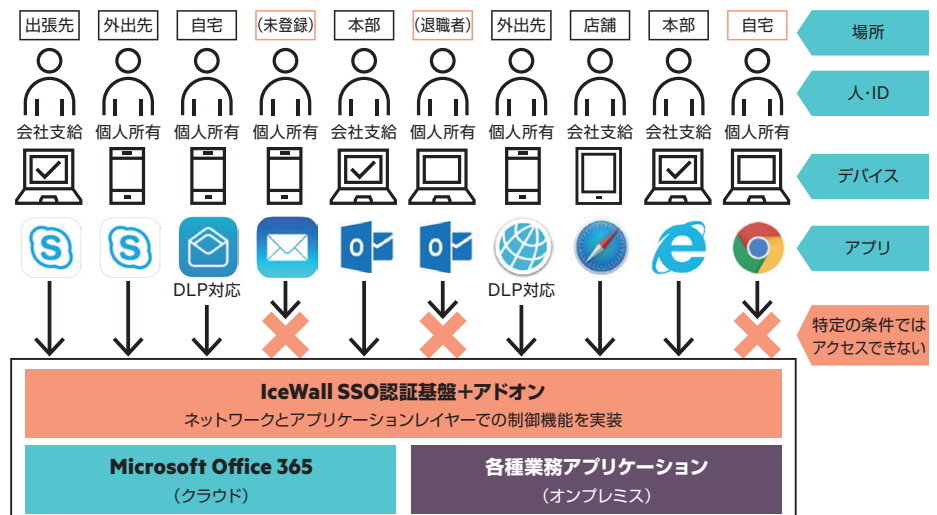 出張先 外出先 自宅 (未登録) 本部 (退職者) 外出先 店舗 本部 自宅 場所
人・ID
会社支給 個人所有 個人所有 個人所有 会社支給 個人所有 個人所有 会社支給 会社支給 個人所有
デバイス
S S O O アプリ
DLP対応 DLP対応
特定の条件では
アクセスできない
IceWall SSO認証基盤+アドオン
ネットワークとアプリケーションレイヤーでの制御機能を実装
Microsoft Office 365 各種業務アプリケーション
(クラウド) (オンプレミス)